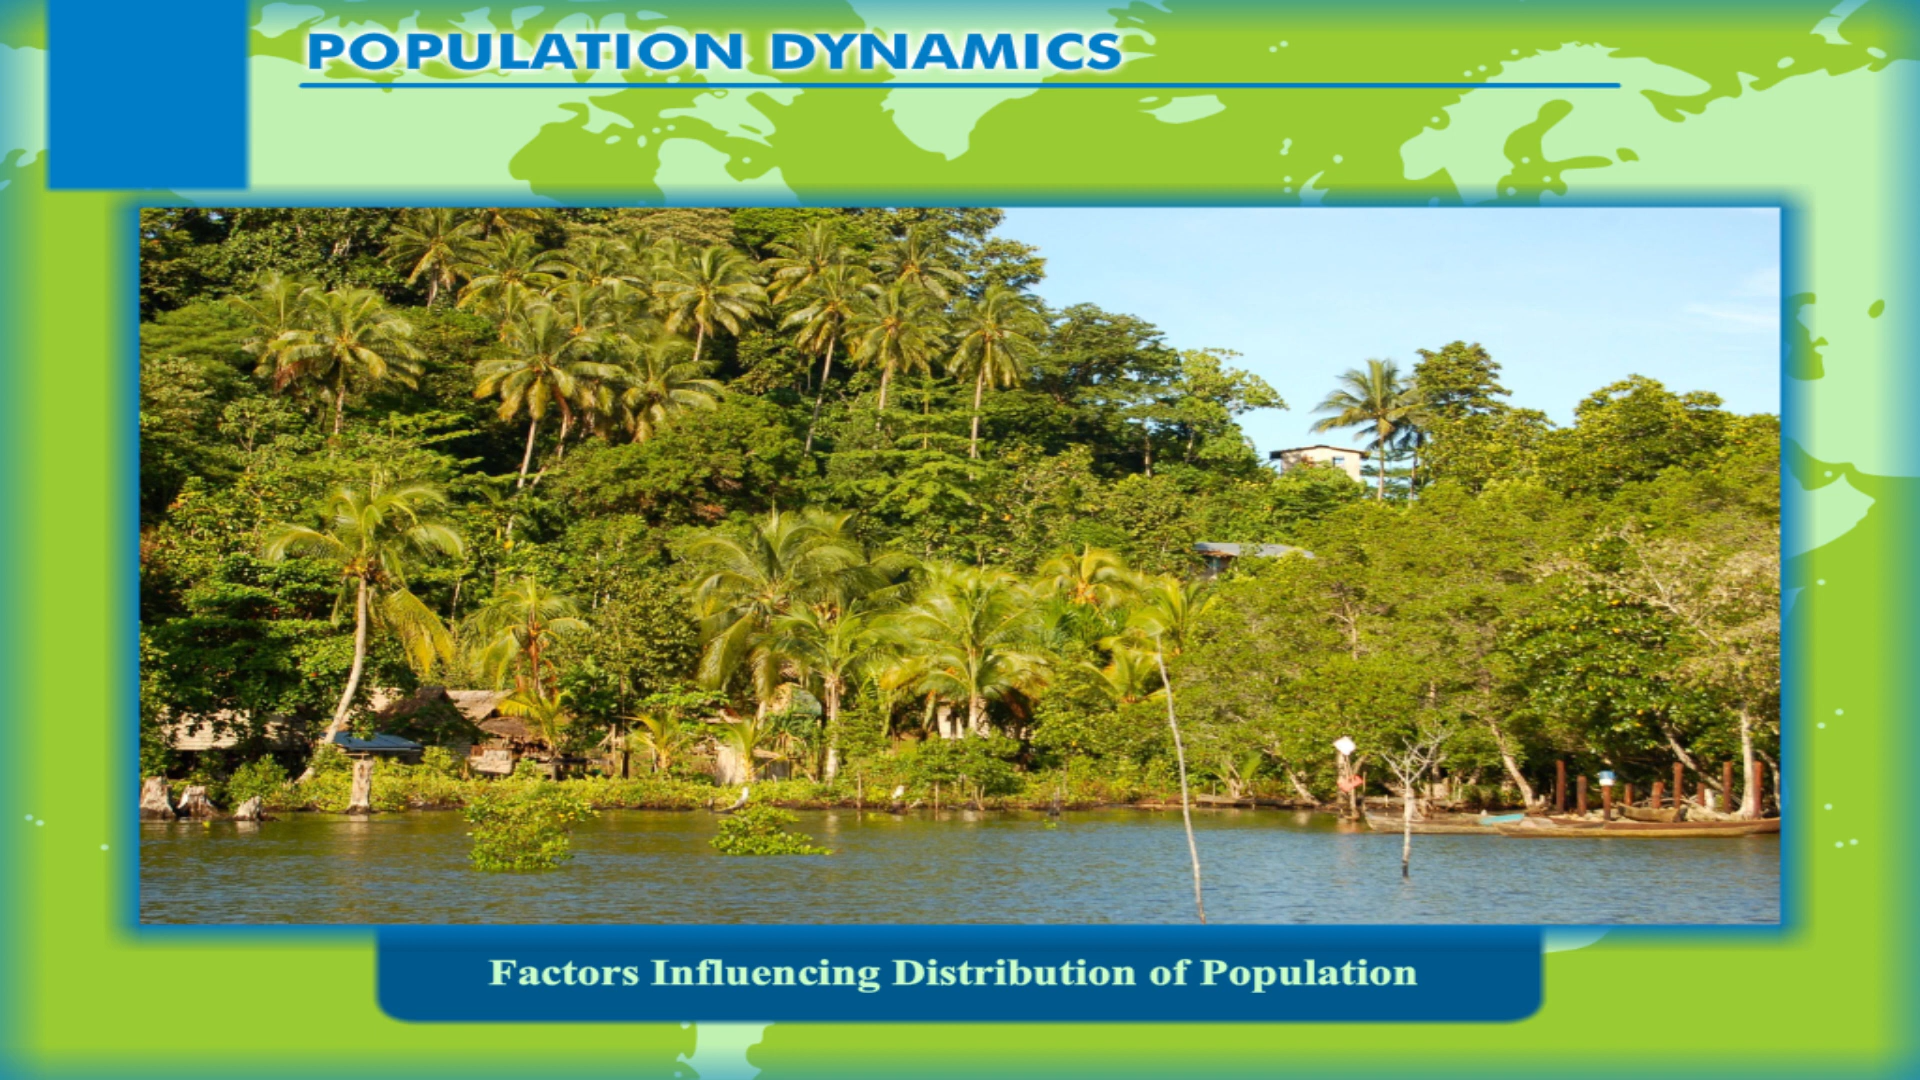 POPULATION DYNAMICS
Factors Influencing Distribution of Population